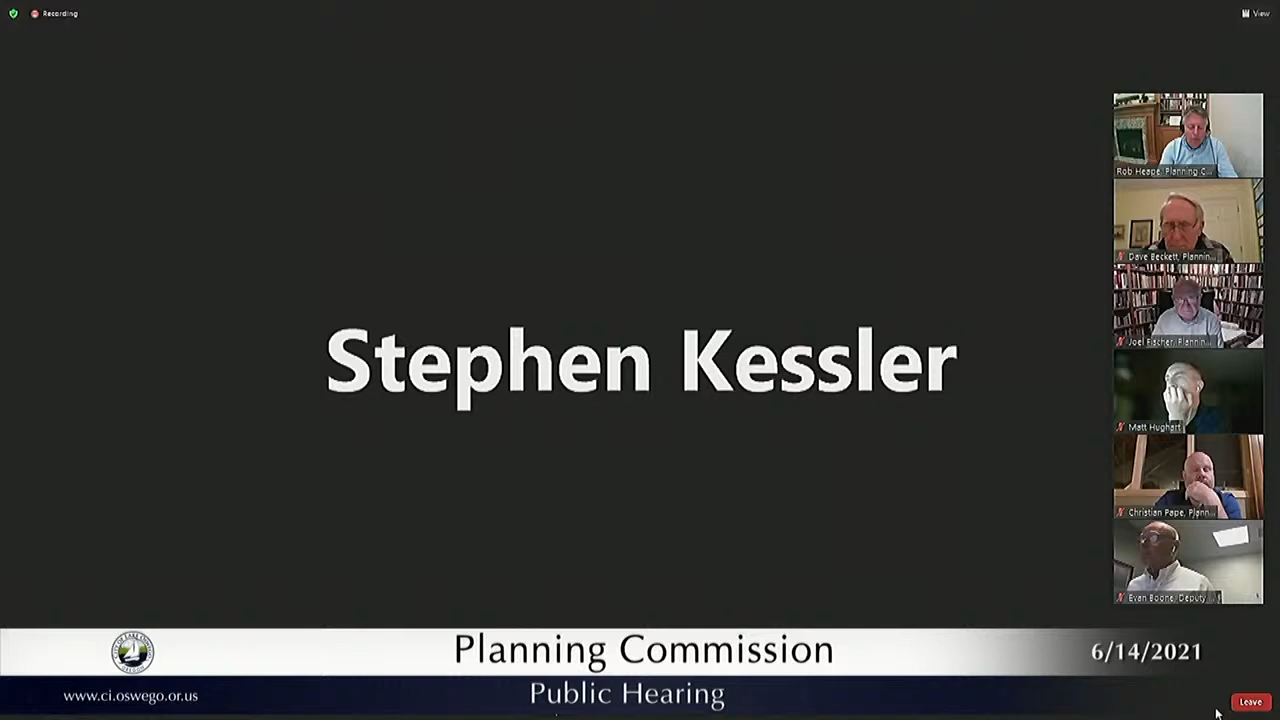 Recording
View
Rob Heape, Planning C...
Dave Beckett, Plannin...
Joel Fischer, Plannin...
Stephen Kessler
Matt Hughart
Christian Pape, Plann...
Evan Boone, Deputy ...
Planning Commission
6/14/2021
www.ci.oswego.or.us
Public Hearing
Leave